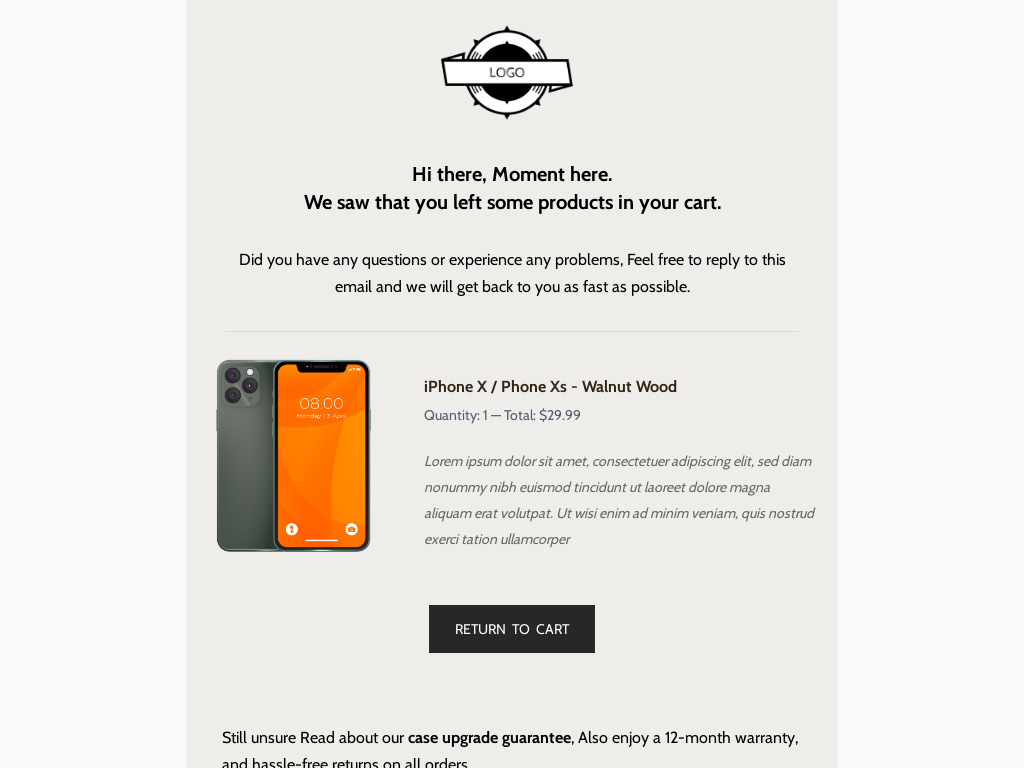 LOGO
Hi there, Moment here.
We saw that you left some products in your cart.
Did you have any questions or experience any problems, Feel free to reply to this
email and we will get back to you as fast as possible.
08:00
Monday 13 April
iPhone X / Phone Xs - Walnut Wood
Quantity: 1 — Total: $29.99
Lorem ipsum dolor sit amet, consectetuer adipiscing elit, sed diam
nonummy nibh euismod tincidunt ut laoreet dolore magna
aliquam erat volutpat. Ut wisi enim ad minim veniam, quis nostrud
exerci tation ullamcorper
RETURN TO CART
Still unsure Read about our case upgrade guarantee, Also enjoy a 12-month warranty,
and hassle-free returns on all orders